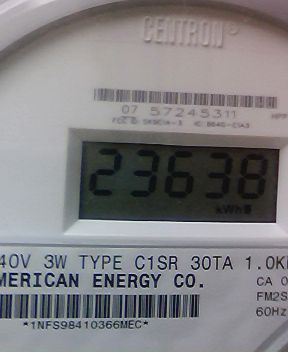 CENTRON®
07 57245311
23638
kWh
40V 3W TYPE C1SR 30TA 1.0K
MERICAN ENERGY CO.
CA 0
FM2S
60Hz
*1NFS98410366MEC*